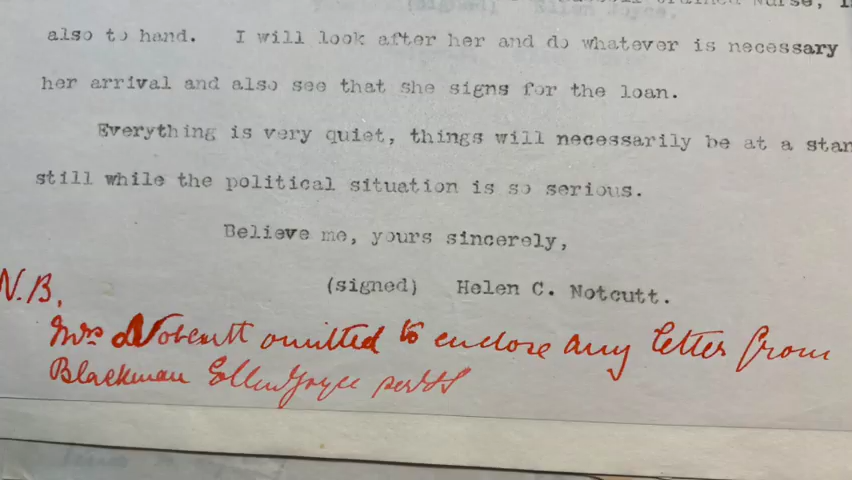 Nurse,
also to hand. I will look after her and do whatever is necessary
her arrival and also see that she signs for the loan.
Everything is very quiet, things will necessarily be at a stan
still while the political situation is so serious.
Believe me, yours sincerely,
(signed) Helen C. Notcutt.
N.B.
Mrs Notcutt omitted to enclose any letter from
Blackman Ellen Joyce